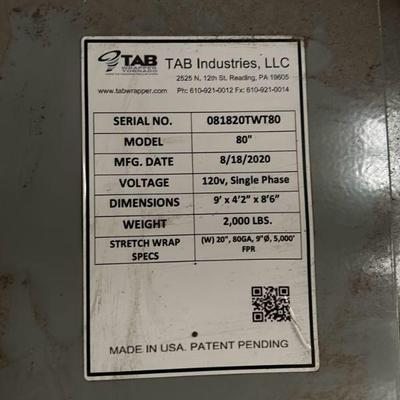 TAB
WRAPPER
TORNADO
TAB Industries, LLC
2525 N. 12th St. Reading, PA 19605
www.tabwrapper.com Ph: 610-921-0012 Fx: 610-921-0014
SERIAL NO. 081820TWT80
MODEL 80"
MFG. DATE 8/18/2020
VOLTAGE 120v, Single Phase
DIMENSIONS 9' x 4'2" x 8'6"
WEIGHT 2,000 LBS.
STRETCH WRAP SPECS (W) 20", 80GA, 9"Ø, 5,000' FPR
MADE IN USA. PATENT PENDING